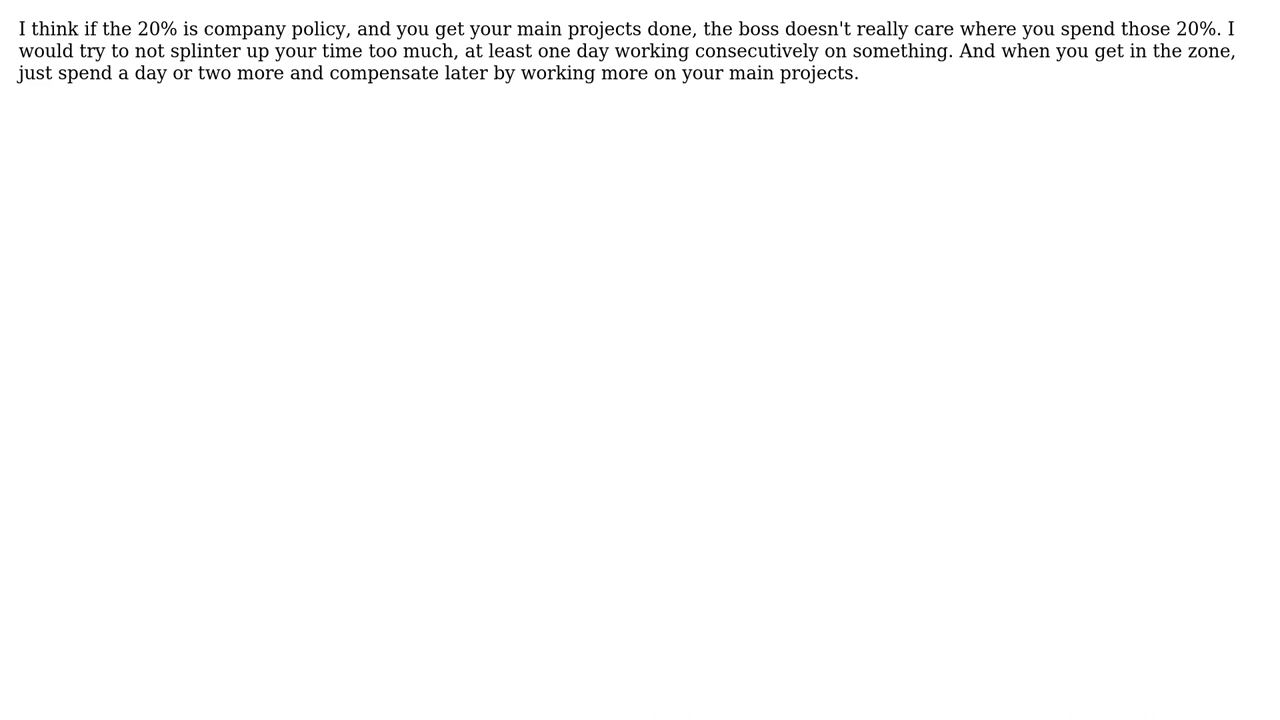 I think if the 20% is company policy, and you get your main projects done, the boss doesn't really care where you spend those 20%. I
would try to not splinter up your time too much, at least one day working consecutively on something. And when you get in the zone,
just spend a day or two more and compensate later by working more on your main projects.